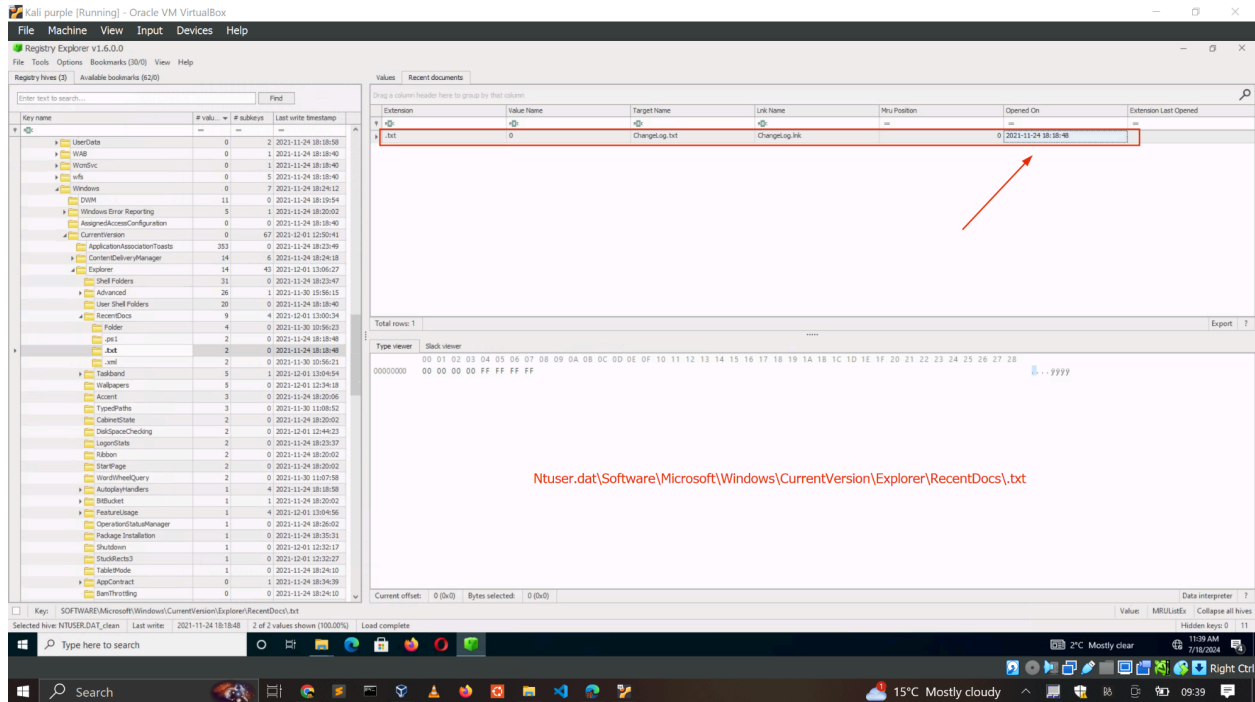 Kali purple [Running] - Oracle VM VirtualBox
File Machine View Input Devices Help
Registry Explorer v1.6.0.0
File Tools Options Bookmarks (30/0) View Help
Registry hives (3) Available bookmarks (62/0)
Enter text to search... Find
Key name # valu... # subkeys Last write timestamp
= = =
UserData 0 2 2021-11-24 18:18:58
WAB 0 1 2021-11-24 18:18:40
WcmSvc 0 1 2021-11-24 18:18:40
wfs 0 5 2021-11-24 18:18:40
Windows 0 7 2021-11-24 18:24:12
DWM 11 0 2021-11-24 18:19:54
Windows Error Reporting 5 1 2021-11-24 18:20:02
AssignedAccessConfiguration 0 0 2021-11-24 18:18:40
CurrentVersion 0 67 2021-12-01 12:50:41
ApplicationAssociationToasts 353 0 2021-11-24 18:23:49
ContentDeliveryManager 14 6 2021-11-24 18:24:18
Explorer 14 43 2021-12-01 13:06:27
Shell Folders 31 0 2021-11-24 18:23:47
Advanced 26 1 2021-11-30 15:56:15
User Shell Folders 20 0 2021-11-24 18:18:40
RecentDocs 9 4 2021-12-01 13:00:34
Folder 4 0 2021-11-30 10:56:23
.ps1 2 0 2021-11-24 18:18:48
.txt 2 0 2021-11-24 18:18:48
.xml 2 0 2021-11-30 10:56:21
Taskband 5 1 2021-12-01 13:04:54
Wallpapers 5 0 2021-12-01 12:34:18
Accent 3 0 2021-11-24 18:20:06
TypedPaths 3 0 2021-11-30 11:08:52
CabinetState 2 0 2021-11-24 18:20:02
DiskSpaceChecking 2 0 2021-12-01 12:44:23
LogonStats 2 0 2021-11-24 18:23:37
Ribbon 2 0 2021-11-24 18:20:02
StartPage 2 0 2021-11-24 18:20:02
WordWheelQuery 2 0 2021-11-30 11:07:58
AutoplayHandlers 1 4 2021-11-24 18:18:58
BitBucket 1 1 2021-11-24 18:20:02
FeatureUsage 1 4 2021-12-01 13:04:56
OperationStatusManager 1 0 2021-11-24 18:26:02
Package Installation 1 0 2021-11-24 18:35:31
Shutdown 1 0 2021-12-01 12:32:17
StuckRects3 1 0 2021-12-01 12:32:27
TabletMode 1 0 2021-11-24 18:24:10
AppContract 0 1 2021-11-24 18:34:39
BamThrottling 0 0 2021-11-24 18:24:10
Values Recent documents
Drag a column header here to group by that column
Extension Value Name Target Name Lnk Name Mru Position Opened On Extension Last Opened
= = =
.txt 0 ChangeLog.txt ChangeLog.lnk 0 2021-11-24 18:18:48
Total rows: 1 Export ?
Type viewer Slack viewer
00 01 02 03 04 05 06 07 08 09 0A 0B 0C 0D 0E 0F 10 11 12 13 14 15 16 17 18 19 1A 1B 1C 1D 1E 1F 20 21 22 23 24 25 26 27 28
00000000 00 00 00 00 FF FF FF FF ....ÿÿÿÿ
Ntuser.dat\Software\Microsoft\Windows\CurrentVersion\Explorer\RecentDocs\.txt
Current offset: 0 (0x0) Bytes selected: 0 (0x0) Data interpreter ?
Key: SOFTWARE\Microsoft\Windows\CurrentVersion\Explorer\RecentDocs\.txt Value: MRUListEx Collapse all hives
Selected hive: NTUSER.DAT_clean Last write: 2021-11-24 18:18:48 2 of 2 values shown (100.00%) Load complete Hidden keys: 0 11
Type here to search 2°C Mostly clear 11:39 AM
7/18/2024 4
Right Ctrl
Search 1 15°C Mostly cloudy 09:39